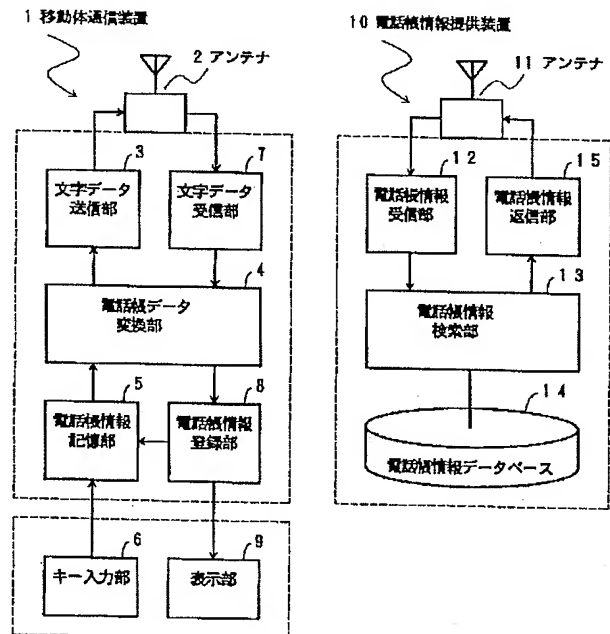 1 移動体通信装置
2 アンテナ
3
文字データ
送信部
7
文字データ
受信部
4
電話帳データ
変換部
5
電話帳情報
記憶部
8
電話帳情報
登録部
6
キー入力部
9
表示部
10 電話帳情報提供装置
11 アンテナ
12
電話帳情報
受信部
15
電話帳情報
返信部
13
電話帳情報
検索部
14
電話帳情報データベース